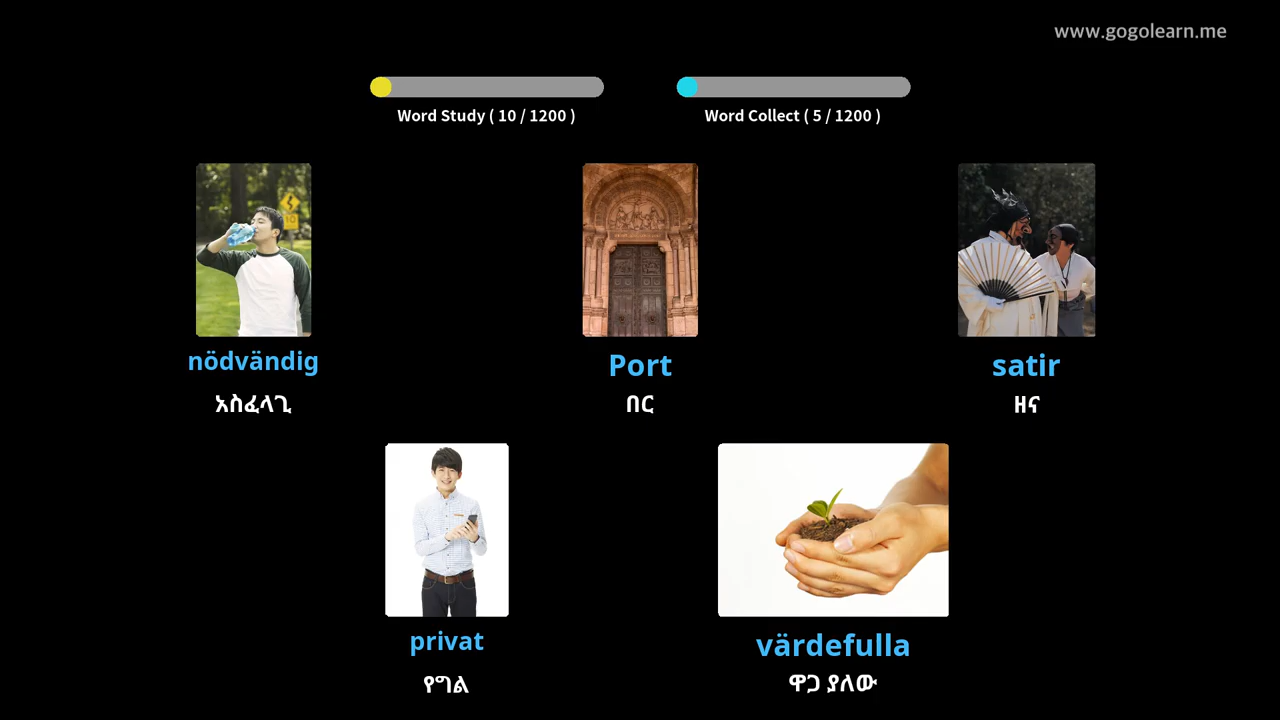 www.gogolearn.me
Word Study ( 10 / 1200 )
Word Collect ( 5 / 1200 )
nödvändig
አስፈላጊ
Port
በር
satir
ዘና
privat
የግል
värdefulla
ዋጋ ያለው